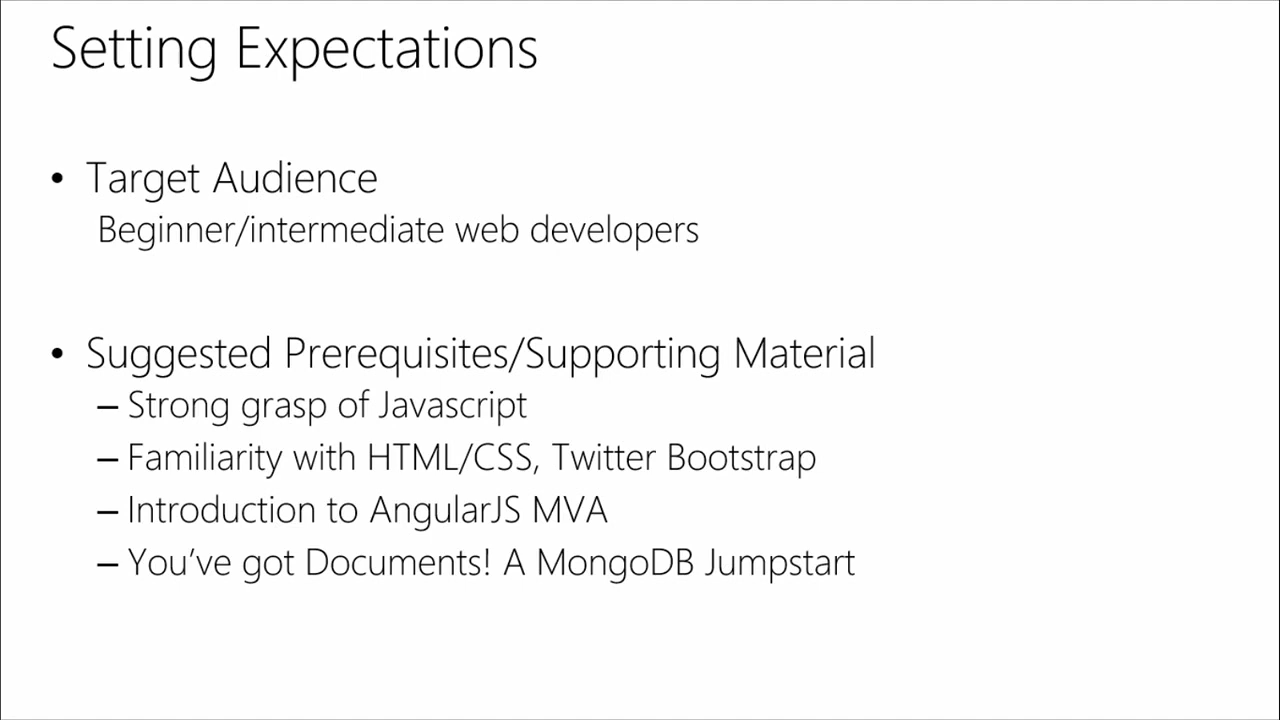 Setting Expectations
• Target Audience
Beginner/intermediate web developers
• Suggested Prerequisites/Supporting Material
– Strong grasp of Javascript
– Familiarity with HTML/CSS, Twitter Bootstrap
– Introduction to AngularJS MVA
– You’ve got Documents! A MongoDB Jumpstart